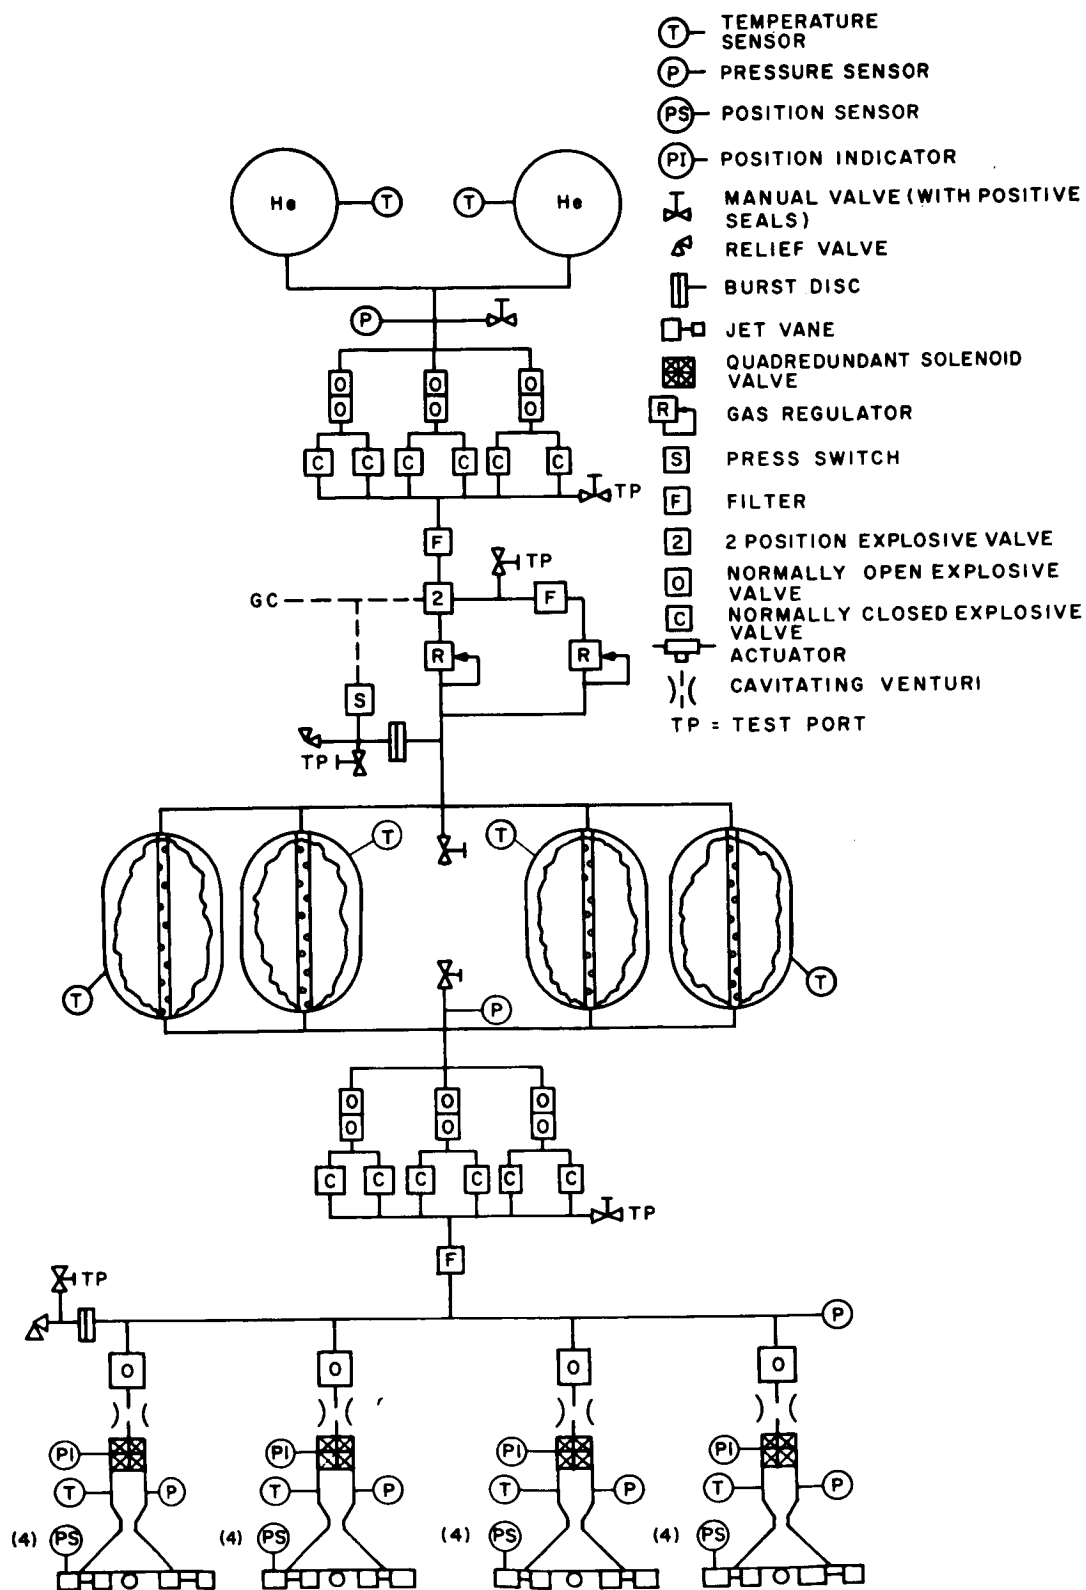 T TEMPERATURE
SENSOR
P PRESSURE SENSOR
PS POSITION SENSOR
PI POSITION INDICATOR
MANUAL VALVE (WITH POSITIVE
SEALS)
RELIEF VALVE
BURST DISC
JET VANE
QUADREDUNDANT SOLENOID
VALVE
R GAS REGULATOR
S PRESS SWITCH
F FILTER
2 2 POSITION EXPLOSIVE VALVE
O NORMALLY OPEN EXPLOSIVE
VALVE
C NORMALLY CLOSED EXPLOSIVE
VALVE
ACTUATOR
CAVITATING VENTURI
TP = TEST PORT
He T T He
P
O O O
O O O
C C C C C C
TP
F
TP
GC 2 F
R R
S
TP
T T
T T
P
O O O
O O O
C C C C C C
TP
F
TP
P
O O O O
PI PI PI PI
T P T P T P T P
(4) PS (4) PS (4) PS (4) PS